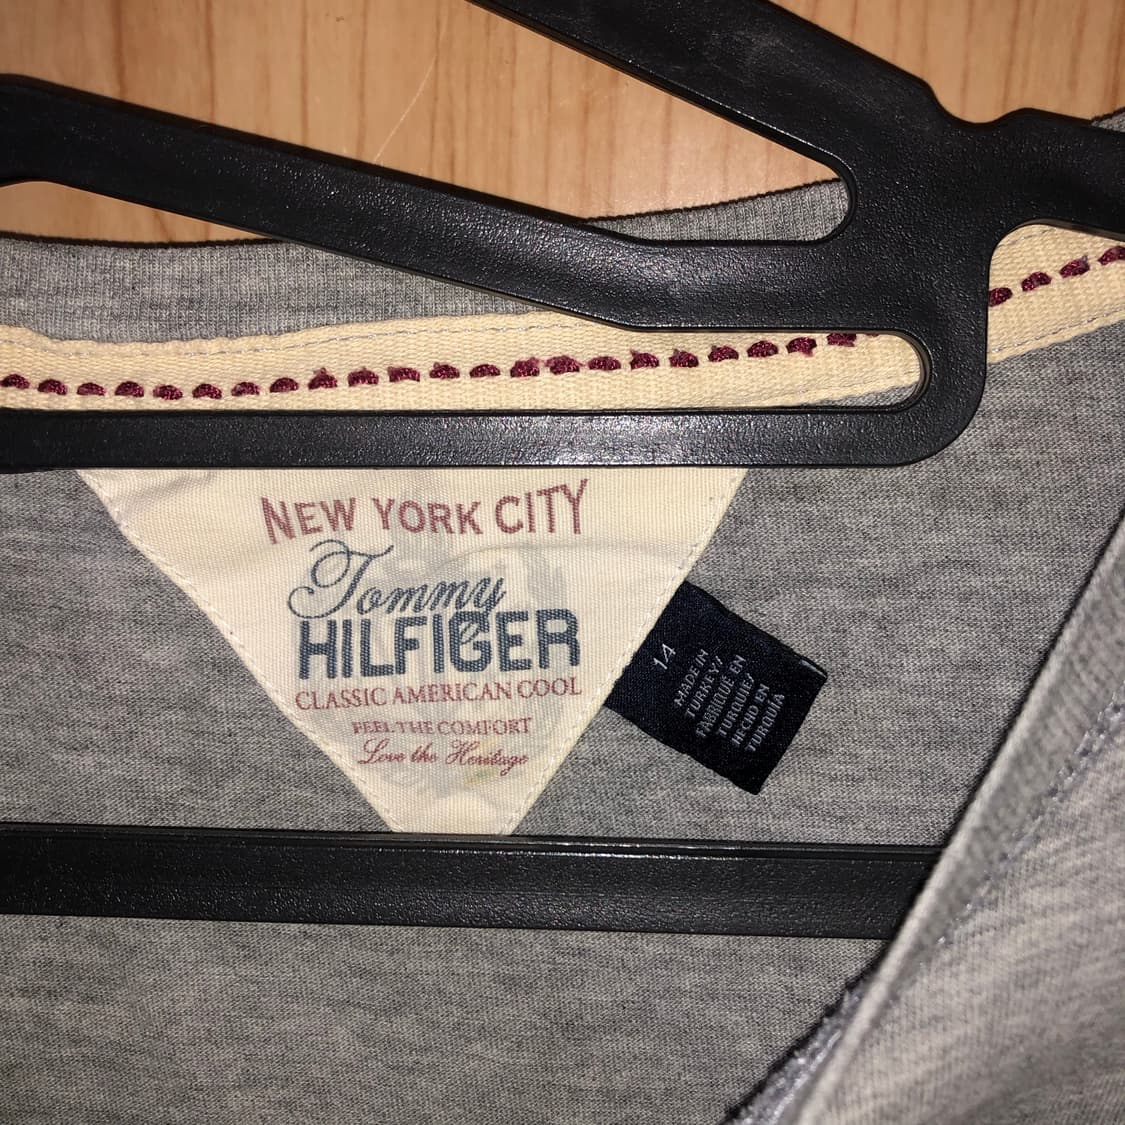 NEW YORK CITY
Tommy
HILFIGER
CLASSIC AMERICAN COOL
FEEL THE COMFORT
Love the Heritage
14
MADE IN
TURKEY/
FABRIQUÉ EN
TURQUIE/
HECHO EN
TURQUÍA